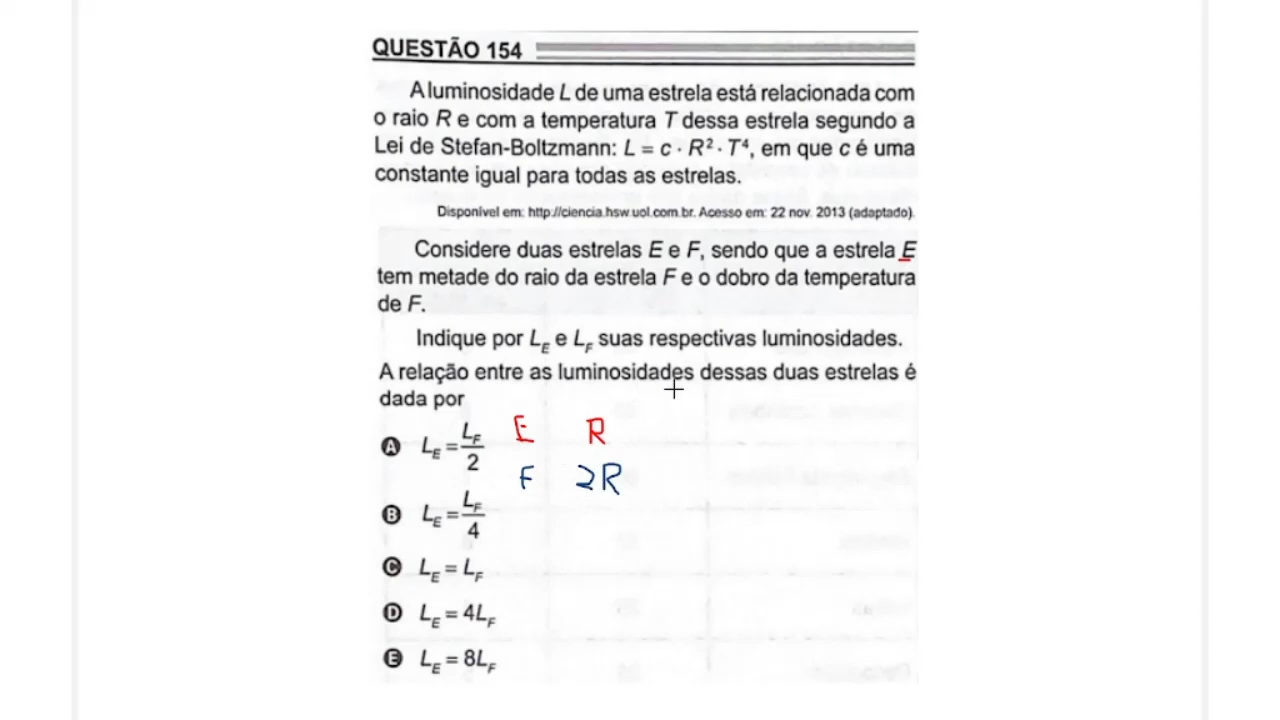 QUESTÃO 154
A luminosidade L de uma estrela está relacionada com
o raio R e com a temperatura T dessa estrela segundo a
Lei de Stefan-Boltzmann: L = c · R² · T⁴, em que c é uma
constante igual para todas as estrelas.
Disponível em: http://ciencia.hsw.uol.com.br. Acesso em: 22 nov. 2013 (adaptado).
Considere duas estrelas E e F, sendo que a estrela E
tem metade do raio da estrela F e o dobro da temperatura
de F.
Indique por L_E e L_F suas respectivas luminosidades.
A relação entre as luminosidades dessas duas estrelas é
dada por
A L_E = L_F/2
E R
F 2R
B L_E = L_F/4
C L_E = L_F
D L_E = 4L_F
E L_E = 8L_F